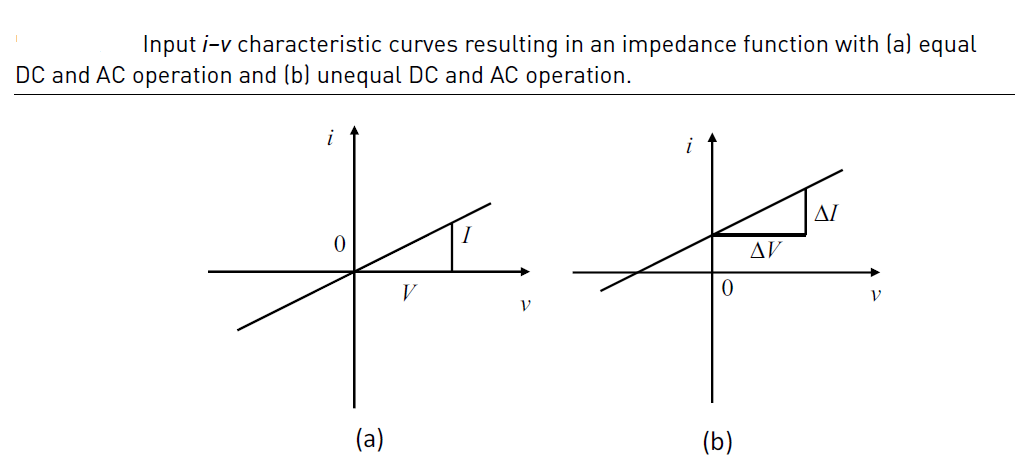 Input i–v characteristic curves resulting in an impedance function with (a) equal
DC and AC operation and (b) unequal DC and AC operation.
i
0
I
V
v
(a)
i
ΔI
ΔV
0
v
(b)